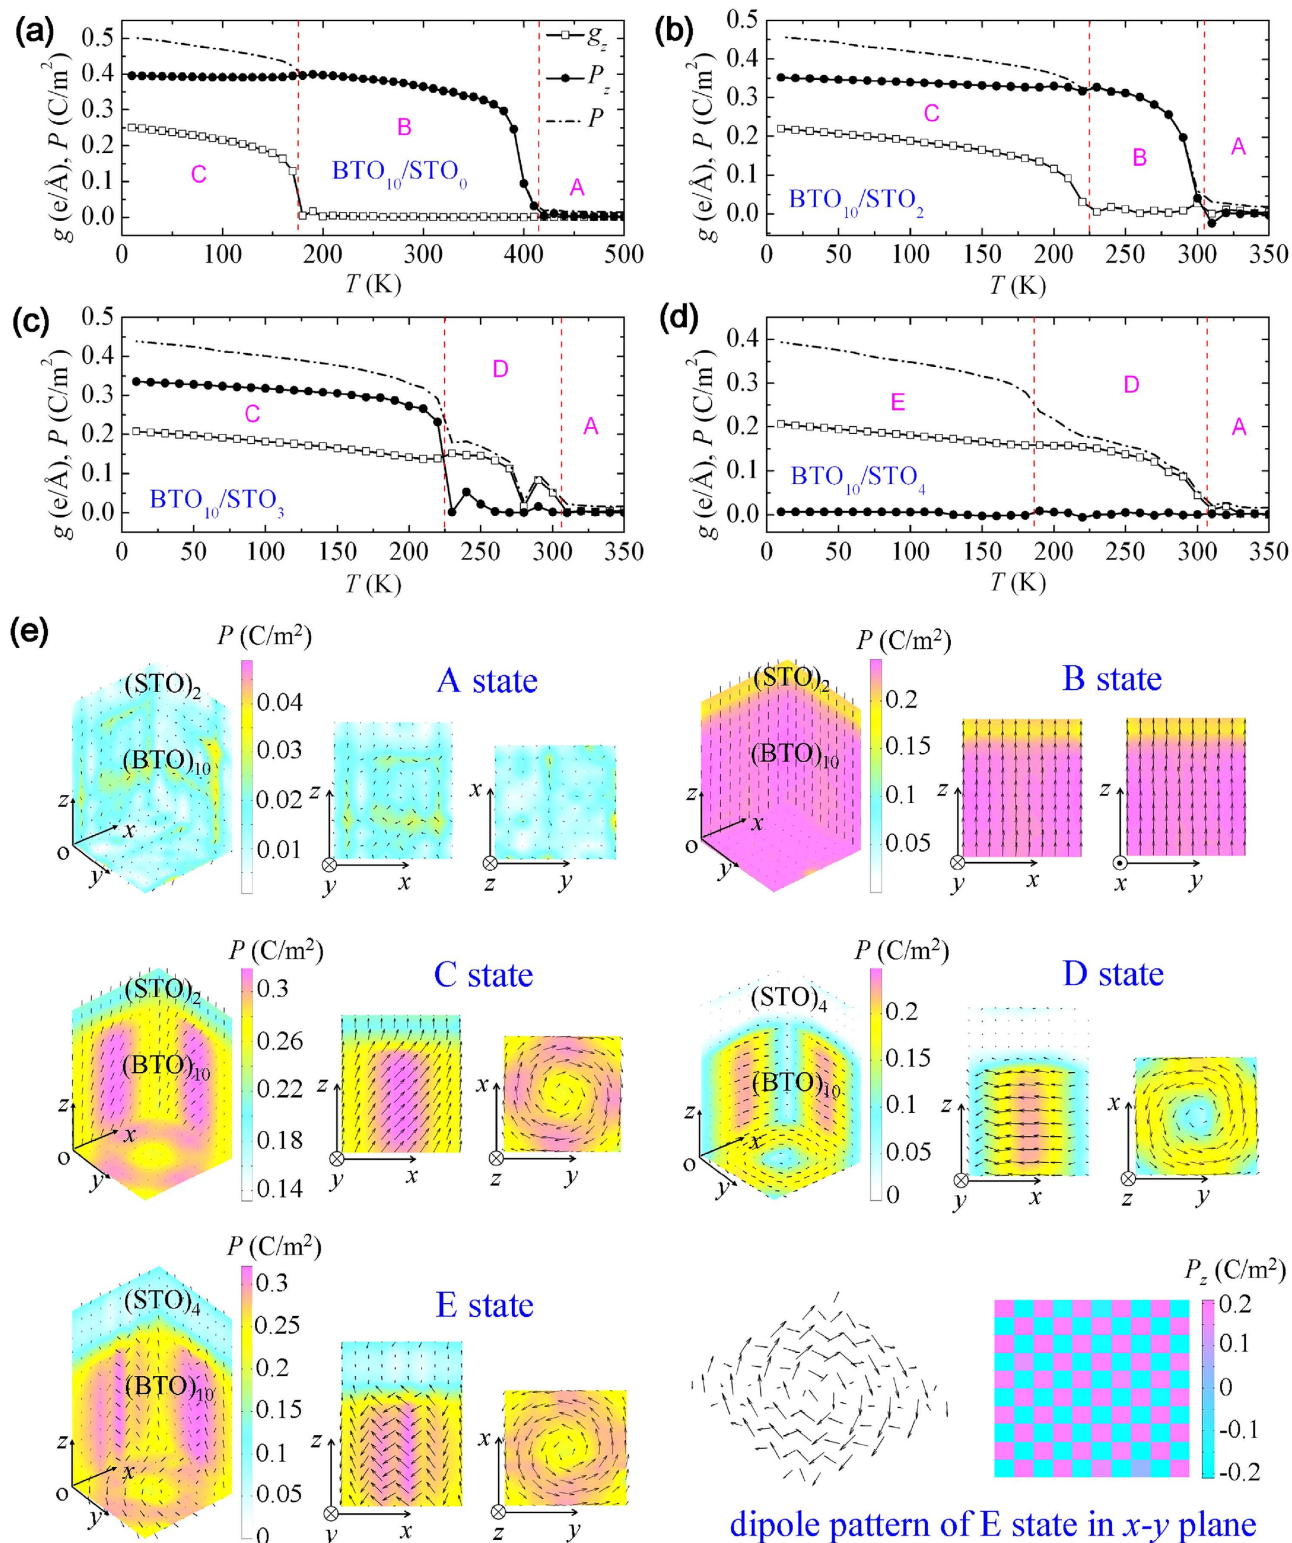 (a)
g (e/Å), P (C/m²)
0.5
0.4
0.3
0.2
0.1
0.0
g_z
P_z
P
C
B
A
BTO₁₀/STO₀
0 100 200 300 400 500
T (K)
(b)
g (e/Å), P (C/m²)
0.5
0.4
0.3
0.2
0.1
0.0
C
B
A
BTO₁₀/STO₂
0 50 100 150 200 250 300 350
T (K)
(c)
g (e/Å), P (C/m²)
0.5
0.4
0.3
0.2
0.1
0.0
C
D
A
BTO₁₀/STO₃
0 50 100 150 200 250 300 350
T (K)
(d)
g (e/Å), P (C/m²)
0.5
0.4
0.3
0.2
0.1
0.0
E
D
A
BTO₁₀/STO₄
0 50 100 150 200 250 300 350
T (K)
(e)
P (C/m²)
A state
(STO)₂
(BTO)₁₀
0.04
0.03
0.02
0.01
z
x
o
y
z
y
x
x
z
y
P (C/m²)
B state
(STO)₂
(BTO)₁₀
0.2
0.15
0.1
0.05
0
z
x
o
y
z
y
x
z
x
y
P (C/m²)
C state
(STO)₂
(BTO)₁₀
0.3
0.26
0.22
0.18
0.14
z
x
o
y
z
y
x
x
z
y
P (C/m²)
D state
(STO)₄
(BTO)₁₀
0.2
0.15
0.1
0.05
0
z
x
o
y
z
y
x
x
z
y
P (C/m²)
E state
(STO)₄
(BTO)₁₀
0.3
0.25
0.2
0.15
0.1
0.05
0
z
x
o
y
z
y
x
x
z
y
P_z (C/m²)
0.2
0.1
0
-0.1
-0.2
dipole pattern of E state in x-y plane